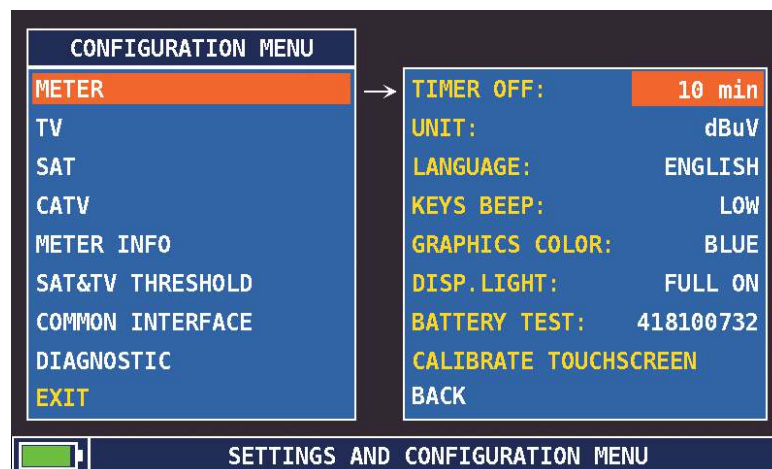 CONFIGURATION MENU
METER
TV
SAT
CATV
METER INFO
SAT&TV THRESHOLD
COMMON INTERFACE
DIAGNOSTIC
EXIT
TIMER OFF: 10 min
UNIT: dBuV
LANGUAGE: ENGLISH
KEYS BEEP: LOW
GRAPHICS COLOR: BLUE
DISP.LIGHT: FULL ON
BATTERY TEST: 418100732
CALIBRATE TOUCHSCREEN
BACK
SETTINGS AND CONFIGURATION MENU